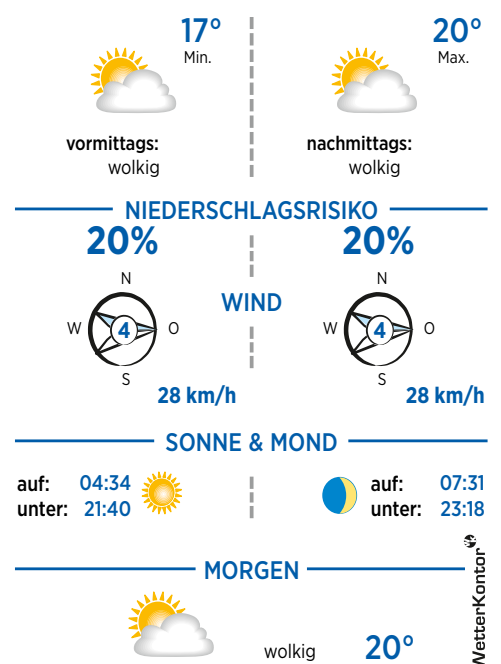 17° 20°
Min. Max.
vormittags: nachmittags:
wolkig wolkig
NIEDERSCHLAGSRISIKO
20% 20%
N N
WIND
W 4 O W 4 O
S S
28 km/h 28 km/h
SONNE & MOND
auf: 04:34 auf: 07:31
unter: 21:40 unter: 23:18
MORGEN
wolkig 20°
WetterKontor